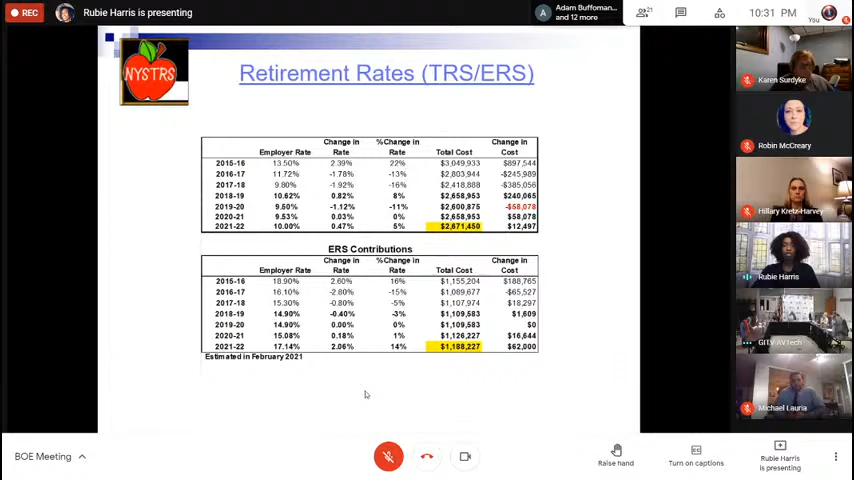 REC
Rubie Harris is presenting
A
Adam Buffoman...
and 12 more
21
10:31 PM
You
NYSTRS
Retirement Rates (TRS/ERS)
Employer Rate Change in Rate %Change in Rate Total Cost Change in Cost
2015-16 13.50% 2.39% 22% $3,049,933 $897,544
2016-17 11.72% -1.78% -13% $2,803,944 -$245,989
2017-18 9.80% -1.92% -16% $2,418,888 -$385,056
2018-19 10.62% 0.82% 8% $2,658,953 $240,065
2019-20 9.50% -1.12% -11% $2,600,875 -$58,078
2020-21 9.53% 0.03% 0% $2,658,953 $58,078
2021-22 10.00% 0.47% 5% $2,671,450 $12,497
ERS Contributions
Employer Rate Change in Rate %Change in Rate Total Cost Change in Cost
2015-16 18.90% 2.60% 16% $1,155,204 $188,765
2016-17 16.10% -2.80% -15% $1,089,677 -$65,527
2017-18 15.30% -0.80% -5% $1,107,974 $18,297
2018-19 14.90% -0.40% -3% $1,109,583 $1,609
2019-20 14.90% 0.00% 0% $1,109,583 $0
2020-21 15.08% 0.18% 1% $1,126,227 $16,644
2021-22 17.14% 2.06% 14% $1,188,227 $62,000
Estimated in February 2021
Karen Surdyke
Robin McCreary
Hillary Kretz-Harvey
Rubie Harris
GITV AVTech
Michael Lauria
BOE Meeting
Raise hand
Turn on captions
Rubie Harris
is presenting